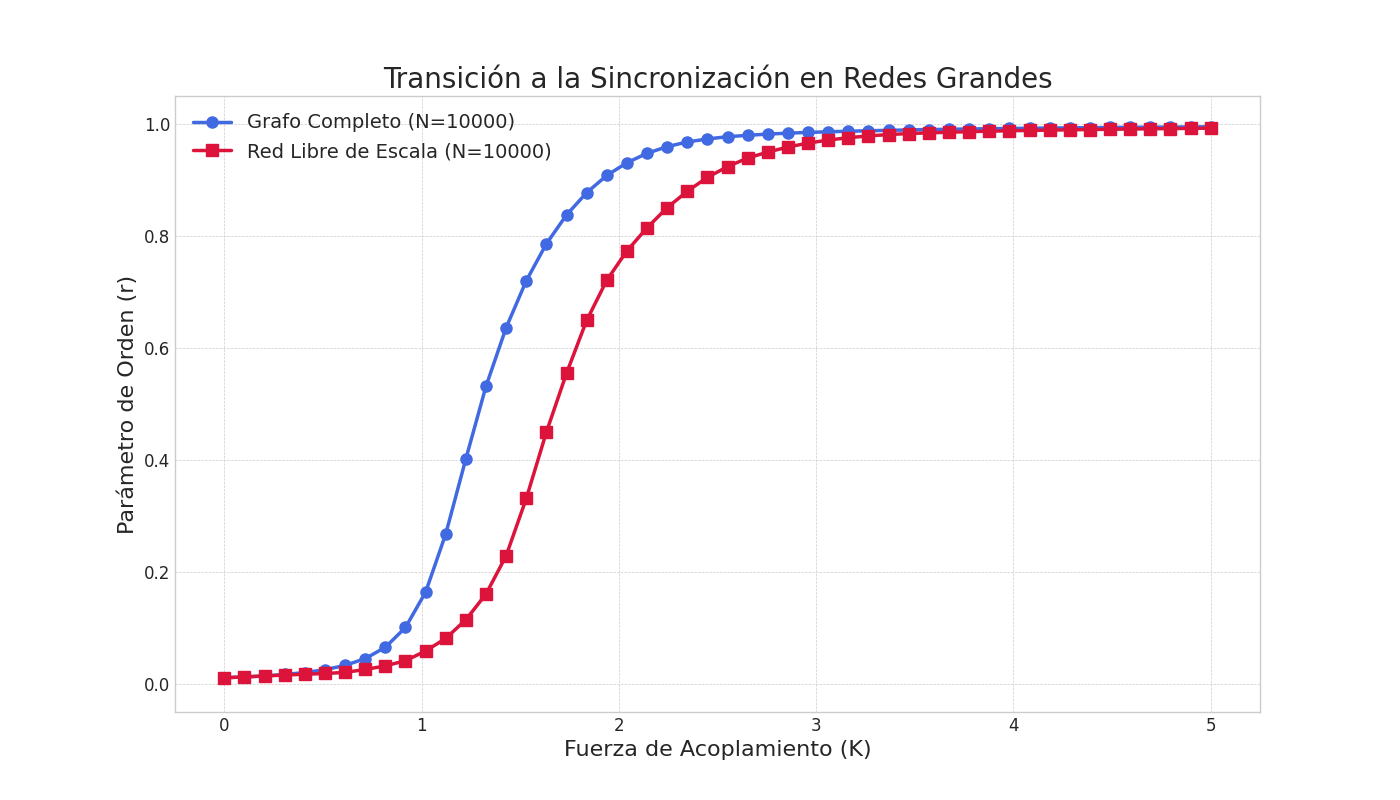 Transición a la Sincronización en Redes Grandes
Grafo Completo (N=10000)
Red Libre de Escala (N=10000)
1.0
0.8
0.6
0.4
0.2
0.0
Parámetro de Orden (r)
0 1 2 3 4 5
Fuerza de Acoplamiento (K)